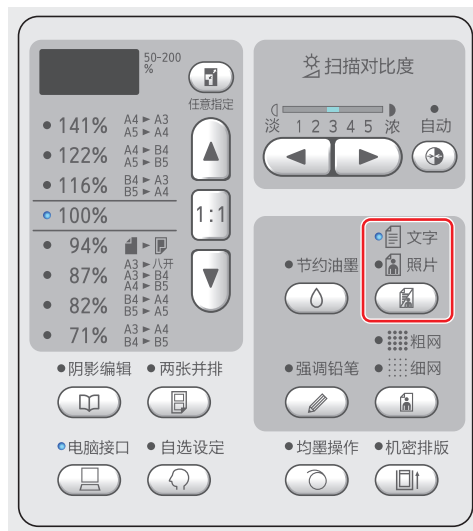 50-200
%
任意指定
141% A4 ► A3
A5 ► A4
122% A4 ► B4
A5 ► B5
116% B4 ► A3
B5 ► A4
100%
1:1
94%
87% A3 ► 八开
A3 ► B4
A4 ► B5
82% B4 ► A4
B5 ► A5
71% A3 ► A4
B4 ► B5
阴影编辑 两张并排
电脑接口 自选设定
扫描对比度
淡 1 2 3 4 5 浓 自动
文字
节约油墨 照片
粗网
强调铅笔 细网
均墨操作 机密排版